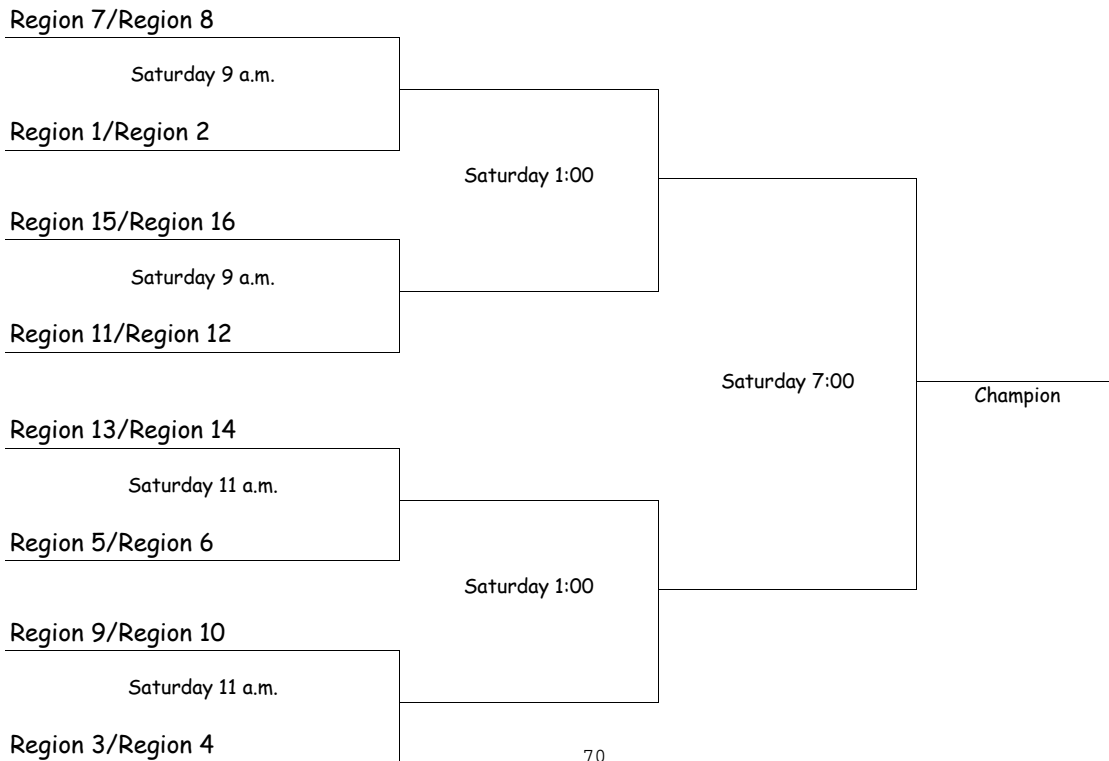 Region 7/Region 8
Saturday 9 a.m.
Region 1/Region 2
Saturday 1:00
Region 15/Region 16
Saturday 9 a.m.
Region 11/Region 12
Saturday 7:00
Champion
Region 13/Region 14
Saturday 11 a.m.
Region 5/Region 6
Saturday 1:00
Region 9/Region 10
Saturday 11 a.m.
Region 3/Region 4
70